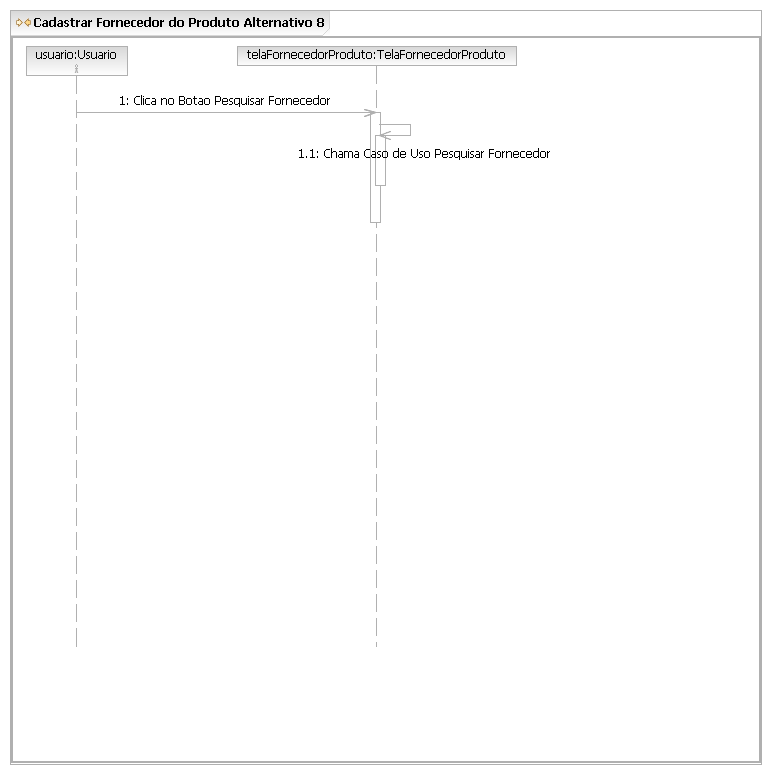 Cadastrar Fornecedor do Produto Alternativo 8
usuario:Usuario
telaFornecedorProduto:TelaFornecedorProduto
1: Clica no Botao Pesquisar Fornecedor
1.1: Chama Caso de Uso Pesquisar Fornecedor